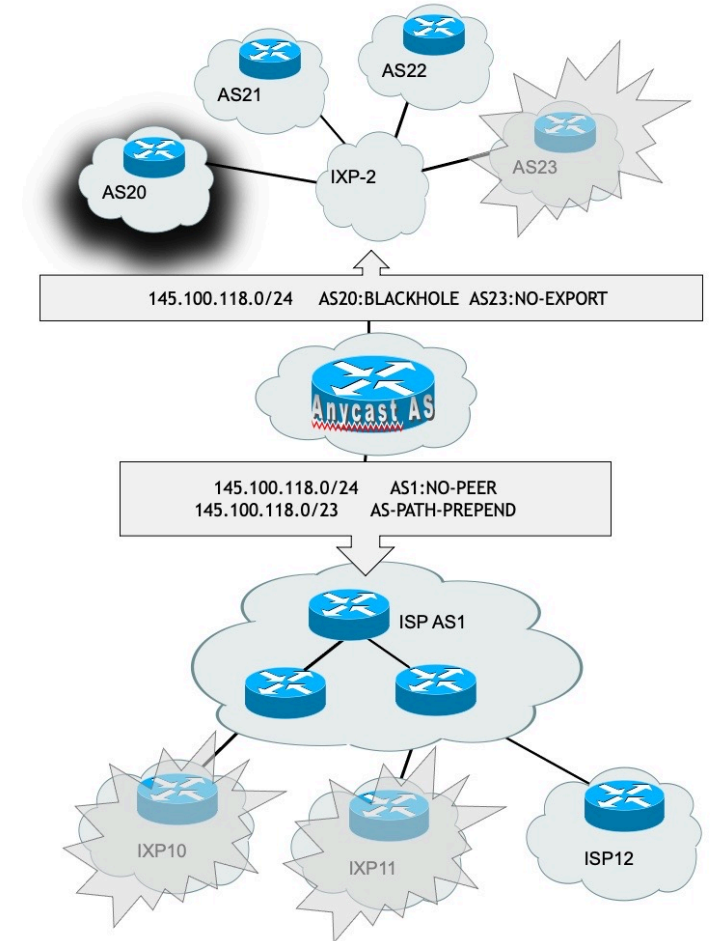 AS21
AS22
AS23
AS20
IXP-2
145.100.118.0/24 AS20:BLACKHOLE AS23:NO-EXPORT
Anycast AS
145.100.118.0/24 AS1:NO-PEER
145.100.118.0/23 AS-PATH-PREPEND
ISP AS1
IXP10
IXP11
ISP12